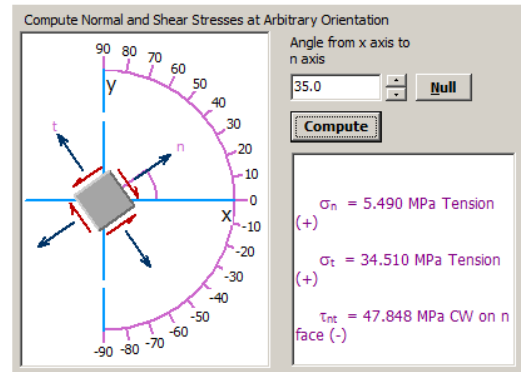 Compute Normal and Shear Stresses at Arbitrary Orientation
90 80 70 60 50 40 30 20 10 0 -10 -20 -30 -40 -50 -60 -70 -80 -90
y
t
n
x
Angle from x axis to
n axis
35.0
Null
Compute
σn = 5.490 MPa Tension
(+)
σt = 34.510 MPa Tension
(+)
τnt = 47.848 MPa CW on n
face (-)